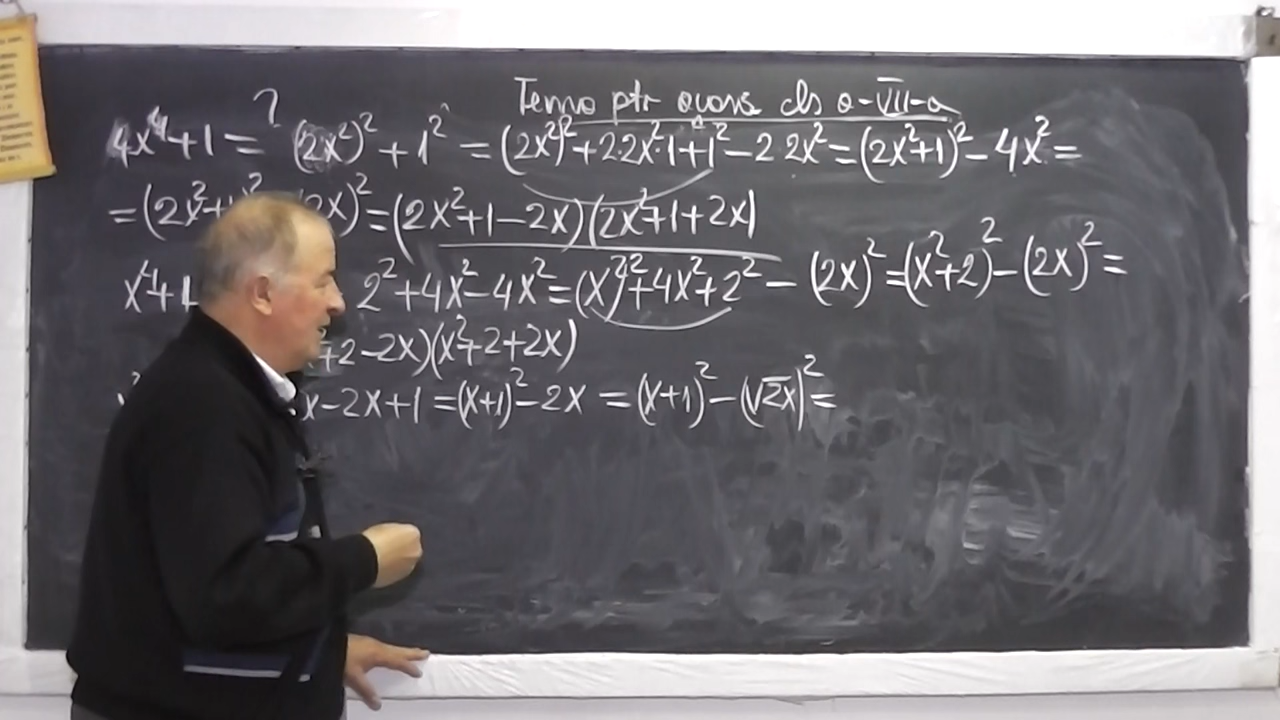 Tema ptr acasă cls a-VII-a
4x⁴+1 = ? (2x²)²+1² = (2x²)²+2·2x²·1+1²-2·2x² = (2x²+1)²-4x² =
= (2x²+1)² (2x)² = (2x²+1-2x)(2x²+1+2x)
x⁴+ 2²+4x²-4x² = (x²)²+4x²+2² - (2x)² = (x²+2)²-(2x)² =
+2-2x)(x²+2+2x)
x-2x+1 = (x+1)²-2x = (x+1)²-(√2x)² =